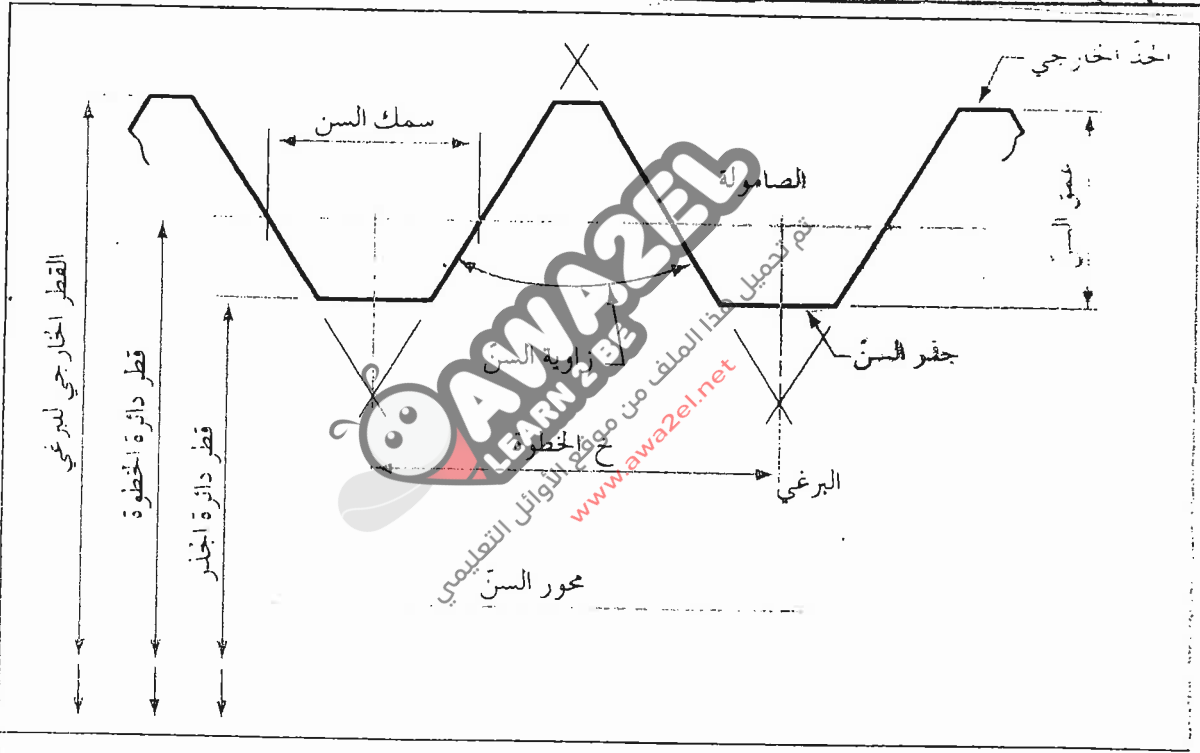 الحدّ الخارجي
سمك السن
الصامولة
عمق
زاوية السنّ
جذر السنّ
خ الخطوة
البرغي
محور السنّ
القطر الخارجي للبرغي
قطر دائرة الخطوة
قطر دائرة الجذر
AWA2EL
LEARN 2 BE
تم تحميل هذا الملف من موقع الأوائل التعليمي
www.awa2el.net